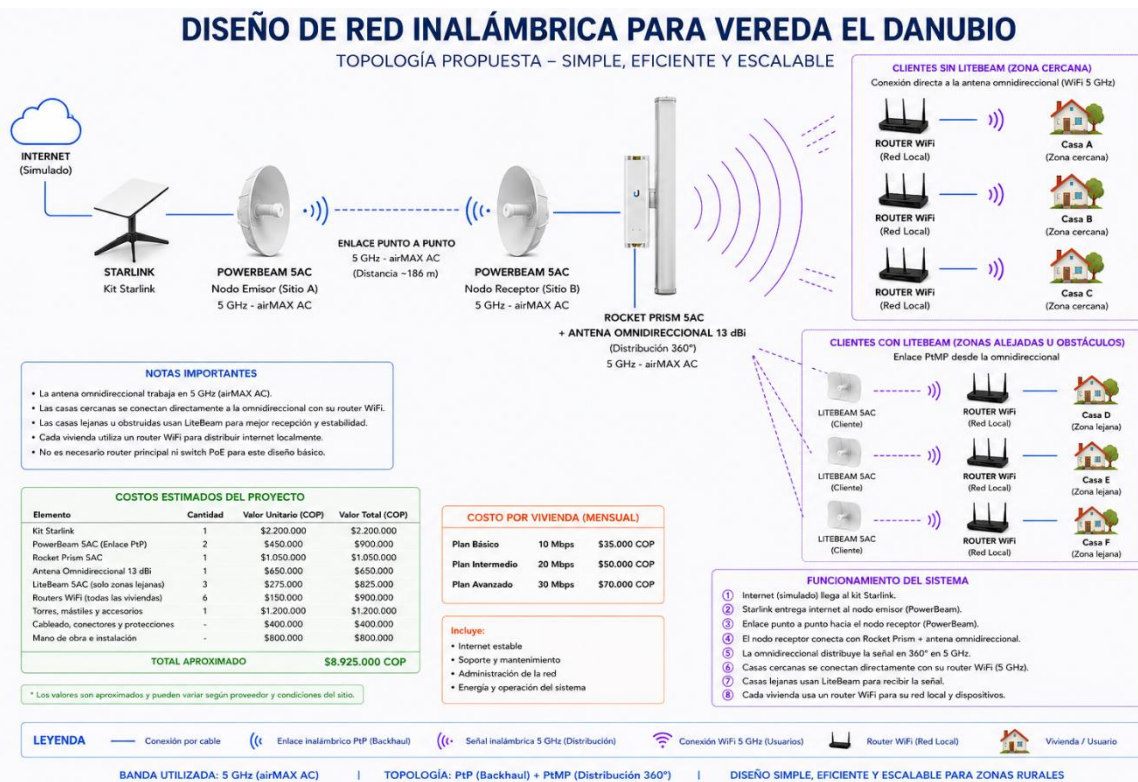 DISEÑO DE RED INALÁMBRICA PARA VEREDA EL DANUBIO
TOPOLOGÍA PROPUESTA – SIMPLE, EFICIENTE Y ESCALABLE
INTERNET
(Simulado)
STARLINK
Kit Starlink
POWERBEAM 5AC
Nodo Emisor (Sitio A)
5 GHz - airMAX AC
ENLACE PUNTO A PUNTO
5 GHz - airMAX AC
(Distancia ~186 m)
POWERBEAM 5AC
Nodo Receptor (Sitio B)
5 GHz - airMAX AC
ROCKET PRISM 5AC
+ ANTENA OMNIDIRECCIONAL 13 dBi
(Distribución 360°)
5 GHz - airMAX AC
CLIENTES SIN LITEBEAM (ZONA CERCANA)
Conexión directa a la antena omnidireccional (WiFi 5 GHz)
ROUTER WiFi
(Red Local)
Casa A
(Zona cercana)
ROUTER WiFi
(Red Local)
Casa B
(Zona cercana)
ROUTER WiFi
(Red Local)
Casa C
(Zona cercana)
CLIENTES CON LITEBEAM (ZONAS ALEJADAS U OBSTÁCULOS)
Enlace PtMP desde la omnidireccional
LITEBEAM 5AC
(Cliente)
ROUTER WiFi
(Red Local)
Casa D
(Zona lejana)
LITEBEAM 5AC
(Cliente)
ROUTER WiFi
(Red Local)
Casa E
(Zona lejana)
LITEBEAM 5AC
(Cliente)
ROUTER WiFi
(Red Local)
Casa F
(Zona lejana)
NOTAS IMPORTANTES
• La antena omnidireccional trabaja en 5 GHz (airMAX AC).
• Las casas cercanas se conectan directamente a la omnidireccional con su router WiFi.
• Las casas lejanas u obstruidas usan LiteBeam para mejor recepción y estabilidad.
• Cada vivienda utiliza un router WiFi para distribuir internet localmente.
• No es necesario router principal ni switch PoE para este diseño básico.
COSTOS ESTIMADOS DEL PROYECTO
Elemento Cantidad Valor Unitario (COP) Valor Total (COP)
Kit Starlink 1 $2.200.000 $2.200.000
PowerBeam 5AC (Enlace PtP) 2 $450.000 $900.000
Rocket Prism 5AC 1 $1.050.000 $1.050.000
Antena Omnidireccional 13 dBi 1 $650.000 $650.000
LiteBeam 5AC (solo zonas lejanas) 3 $275.000 $825.000
Routers WiFi (todas las viviendas) 6 $150.000 $900.000
Torres, mástiles y accesorios 1 $1.200.000 $1.200.000
Cableado, conectores y protecciones - $400.000 $400.000
Mano de obra e instalación - $800.000 $800.000
TOTAL APROXIMADO $8.925.000 COP
* Los valores son aproximados y pueden variar según proveedor y condiciones del sitio.
COSTO POR VIVIENDA (MENSUAL)
Plan Básico 10 Mbps $35.000 COP
Plan Intermedio 20 Mbps $50.000 COP
Plan Avanzado 30 Mbps $70.000 COP
Incluye:
• Internet estable
• Soporte y mantenimiento
• Administración de la red
• Energía y operación del sistema
FUNCIONAMIENTO DEL SISTEMA
1 Internet (simulado) llega al kit Starlink.
2 Starlink entrega internet al nodo emisor (PowerBeam).
3 Enlace punto a punto hacia el nodo receptor (PowerBeam).
4 El nodo receptor conecta con Rocket Prism + antena omnidireccional.
5 La omnidireccional distribuye la señal en 360° en 5 GHz.
6 Casas cercanas se conectan directamente con su router WiFi (5 GHz).
7 Casas lejanas usan LiteBeam para recibir la señal.
8 Cada vivienda usa un router WiFi para su red local y dispositivos.
LEYENDA
Conexión por cable
Enlace inalámbrico PtP (Backhaul)
Señal inalámbrica 5 GHz (Distribución)
Conexión WiFi 5 GHz (Usuarios)
Router WiFi (Red Local)
Vivienda / Usuario
BANDA UTILIZADA: 5 GHz (airMAX AC) | TOPOLOGÍA: PtP (Backhaul) + PtMP (Distribución 360°) | DISEÑO SIMPLE, EFICIENTE Y ESCALABLE PARA ZONAS RURALES